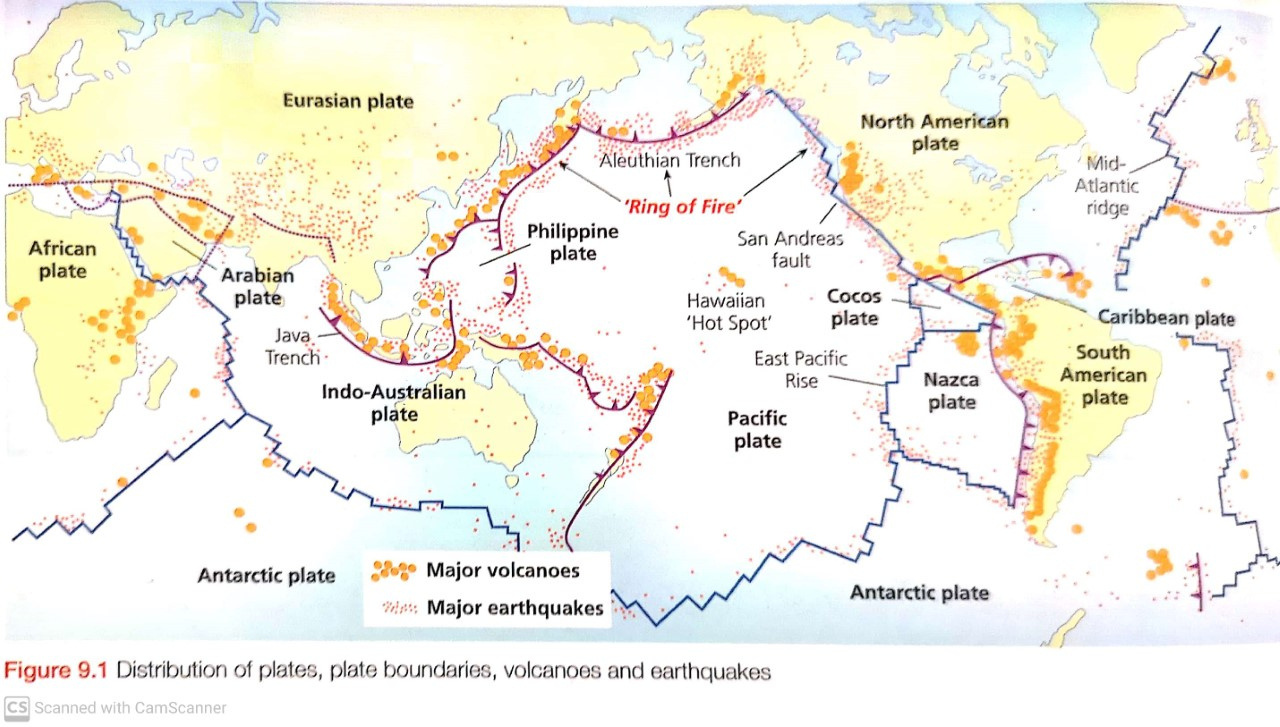 Eurasian plate
North American
plate
Aleuthian Trench
'Ring of Fire'
Mid-
Atlantic
ridge
African
plate
Philippine
plate
San Andreas
fault
Arabian
plate
Hawaiian
'Hot Spot'
Cocos
plate
Caribbean plate
Java
Trench
East Pacific
Rise
South
American
plate
Indo-Australian
plate
Nazca
plate
Pacific
plate
Antarctic plate
Major volcanoes
Major earthquakes
Antarctic plate
Figure 9.1 Distribution of plates, plate boundaries, volcanoes and earthquakes
CS Scanned with CamScanner